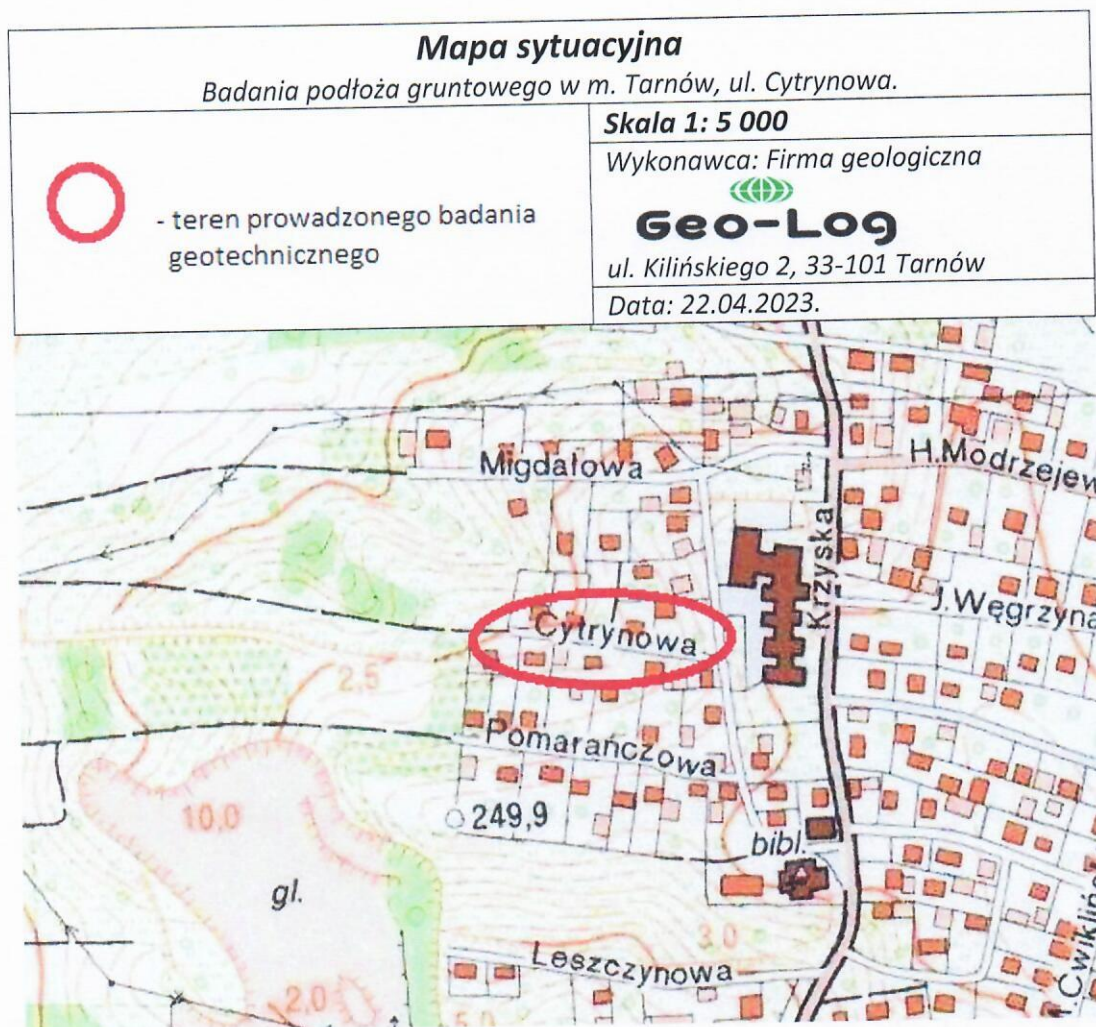 Mapa sytuacyjna
Badania podłoża gruntowego w m. Tarnów, ul. Cytrynowa.
- teren prowadzonego badania
geotechnicznego
Skala 1: 5 000
Wykonawca: Firma geologiczna
Geo-Log
ul. Kilińskiego 2, 33-101 Tarnów
Data: 22.04.2023.
Migdałowa
H.Modrzejew
Krzyska
J.Węgrzyna
Cytrynowa
2,5
Pomarańczowa
10,0
249,9
bibl.
gl.
3.0
Leszczynowa
2,0
5,0